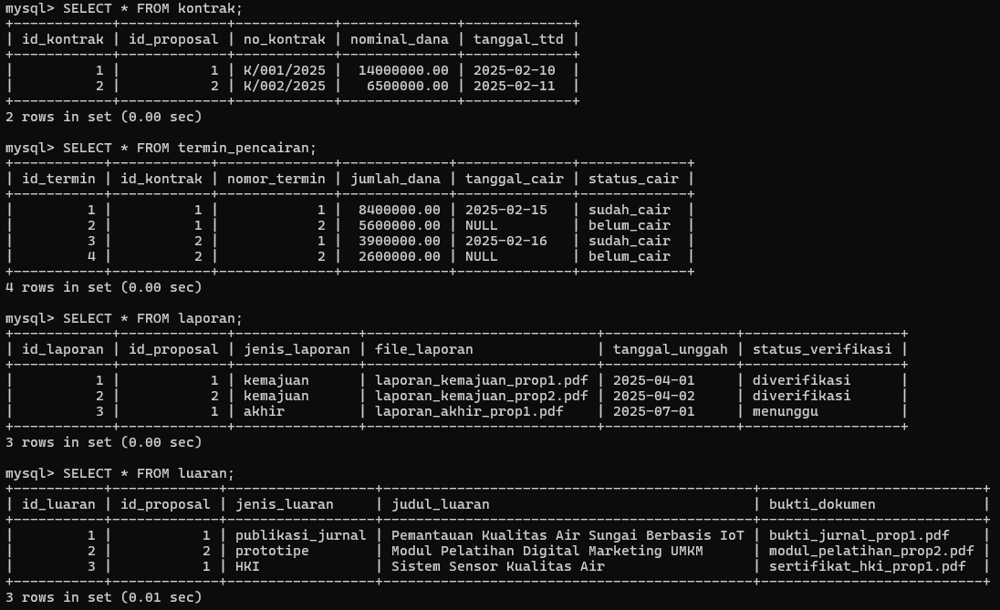 mysql> SELECT * FROM kontrak;
+------------+-------------+------------+--------------+-------------+
| id_kontrak | id_proposal | no_kontrak | nominal_dana | tanggal_ttd |
+------------+-------------+------------+--------------+-------------+
|          1 |           1 | K/001/2025 |  14000000.00 | 2025-02-10  |
|          2 |           2 | K/002/2025 |   6500000.00 | 2025-02-11  |
+------------+-------------+------------+--------------+-------------+
2 rows in set (0.00 sec)

mysql> SELECT * FROM termin_pencairan;
+-----------+------------+--------------+-------------+--------------+-------------+
| id_termin | id_kontrak | nomor_termin | jumlah_dana | tanggal_cair | status_cair |
+-----------+------------+--------------+-------------+--------------+-------------+
|         1 |          1 |            1 |  8400000.00 | 2025-02-15   | sudah_cair  |
|         2 |          1 |            2 |  5600000.00 | NULL         | belum_cair  |
|         3 |          2 |            1 |  3900000.00 | 2025-02-16   | sudah_cair  |
|         4 |          2 |            2 |  2600000.00 | NULL         | belum_cair  |
+-----------+------------+--------------+-------------+--------------+-------------+
4 rows in set (0.00 sec)

mysql> SELECT * FROM laporan;
+------------+-------------+---------------+----------------------------+----------------+-------------------+
| id_laporan | id_proposal | jenis_laporan | file_laporan               | tanggal_unggah | status_verifikasi |
+------------+-------------+---------------+----------------------------+----------------+-------------------+
|          1 |           1 | kemajuan      | laporan_kemajuan_prop1.pdf | 2025-04-01     | diverifikasi      |
|          2 |           2 | kemajuan      | laporan_kemajuan_prop2.pdf | 2025-04-02     | diverifikasi      |
|          3 |           1 | akhir         | laporan_akhir_prop1.pdf    | 2025-07-01     | menunggu          |
+------------+-------------+---------------+----------------------------+----------------+-------------------+
3 rows in set (0.00 sec)

mysql> SELECT * FROM luaran;
+-----------+-------------+------------------+---------------------------------------------+---------------------------+
| id_luaran | id_proposal | jenis_luaran     | judul_luaran                                | bukti_dokumen             |
+-----------+-------------+------------------+---------------------------------------------+---------------------------+
|         1 |           1 | publikasi_jurnal | Pemantauan Kualitas Air Sungai Berbasis IoT | bukti_jurnal_prop1.pdf    |
|         2 |           2 | prototipe        | Modul Pelatihan Digital Marketing UMKM      | modul_pelatihan_prop2.pdf |
|         3 |           1 | HKI              | Sistem Sensor Kualitas Air                  | sertifikat_hki_prop1.pdf  |
+-----------+-------------+------------------+---------------------------------------------+---------------------------+
3 rows in set (0.01 sec)